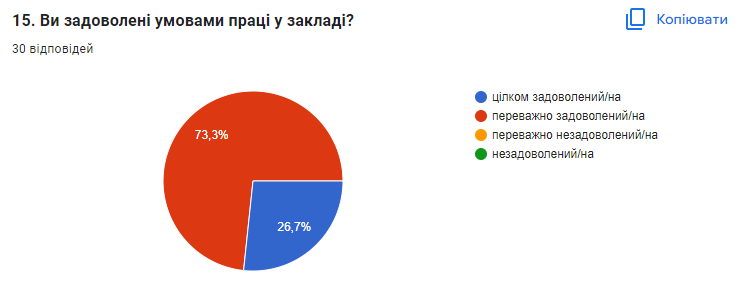 15. Ви задоволені умовами праці у закладі?
Копіювати
30 відповідей
73,3%
26,7%
цілком задоволений/на
переважно задоволений/на
переважно незадоволений/на
незадоволений/на